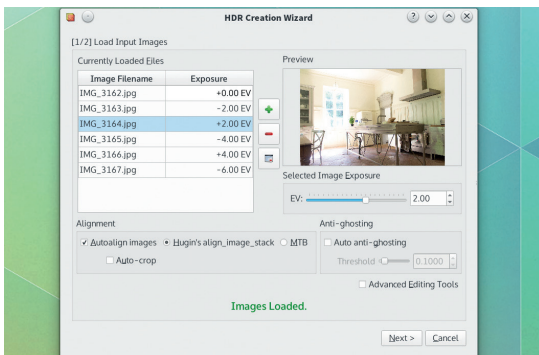 HDR Creation Wizard
[1/2] Load Input Images
Currently Loaded Files
Image Filename Exposure
IMG_3162.jpg +0.00 EV
IMG_3163.jpg −2.00 EV
IMG_3164.jpg +2.00 EV
IMG_3165.jpg −4.00 EV
IMG_3166.jpg +4.00 EV
IMG_3167.jpg −6.00 EV
Preview
Selected Image Exposure
EV: 2.00
Alignment
Autoalign images Hugin's align_image_stack MTB
Auto-crop
Anti-ghosting
Auto anti-ghosting
Threshold 0.1000
Advanced Editing Tools
Images Loaded.
Next > Cancel